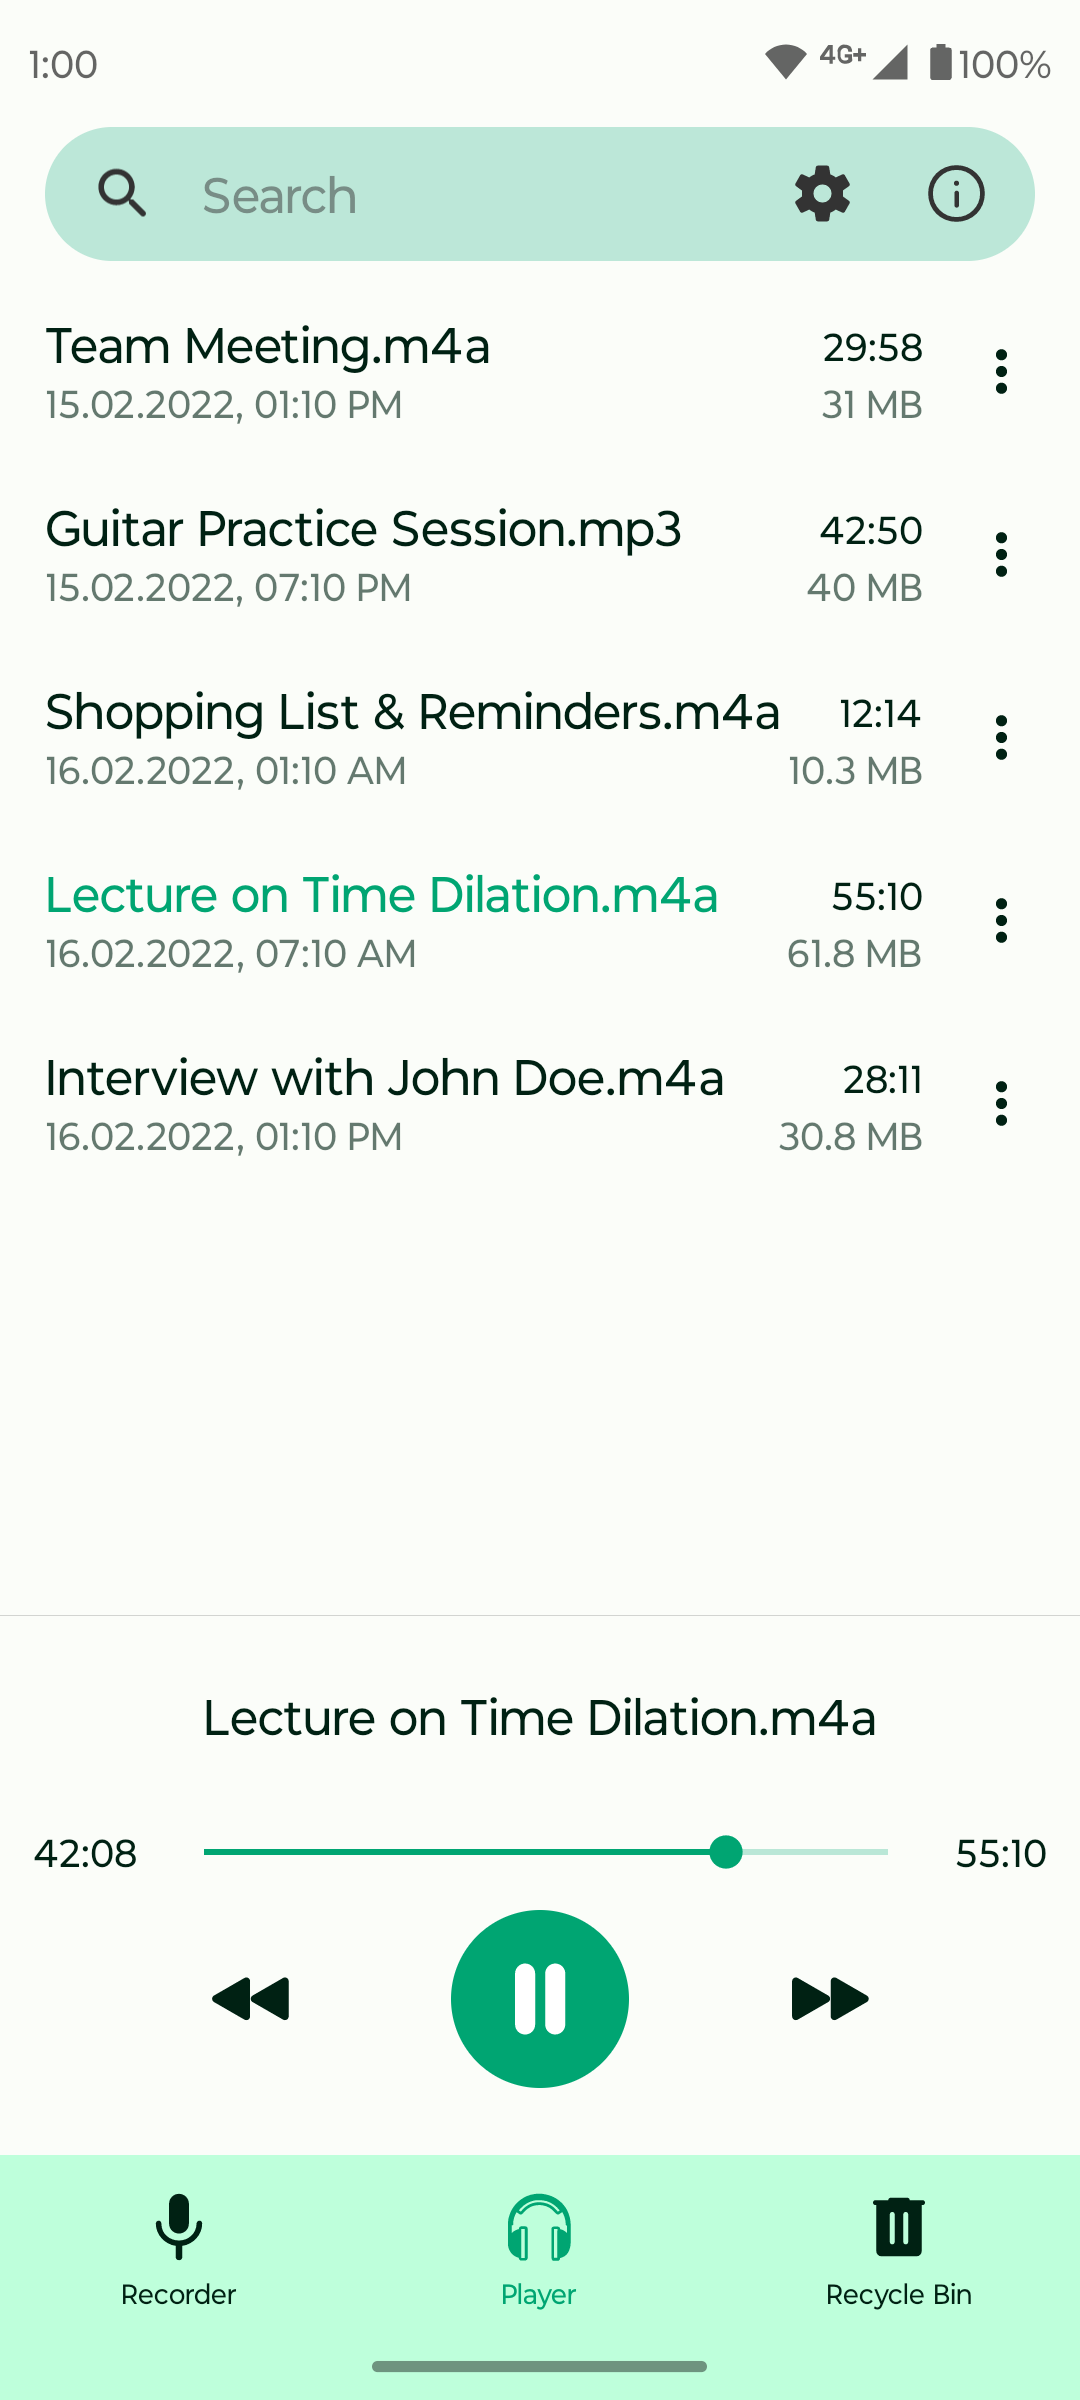 1:00 4G+ 100%
Search
Team Meeting.m4a 29:58
15.02.2022, 01:10 PM 31 MB
Guitar Practice Session.mp3 42:50
15.02.2022, 07:10 PM 40 MB
Shopping List & Reminders.m4a 12:14
16.02.2022, 01:10 AM 10.3 MB
Lecture on Time Dilation.m4a 55:10
16.02.2022, 07:10 AM 61.8 MB
Interview with John Doe.m4a 28:11
16.02.2022, 01:10 PM 30.8 MB
Lecture on Time Dilation.m4a
42:08 55:10
Recorder Player Recycle Bin